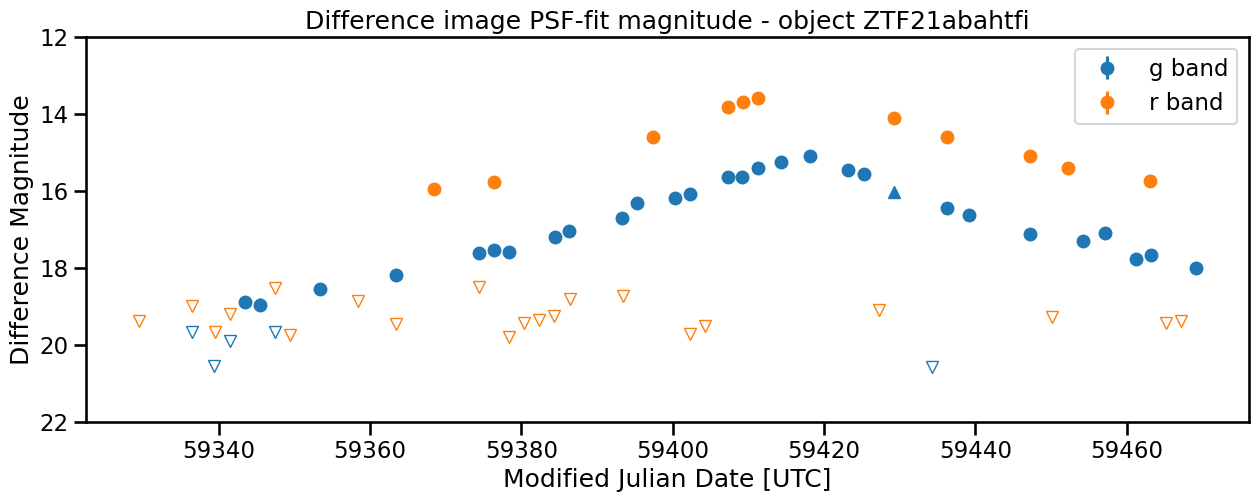 Difference image PSF-fit magnitude - object ZTF21abahtfi
g band
r band
Difference Magnitude
12
14
16
18
20
22
59340 59360 59380 59400 59420 59440 59460
Modified Julian Date [UTC]